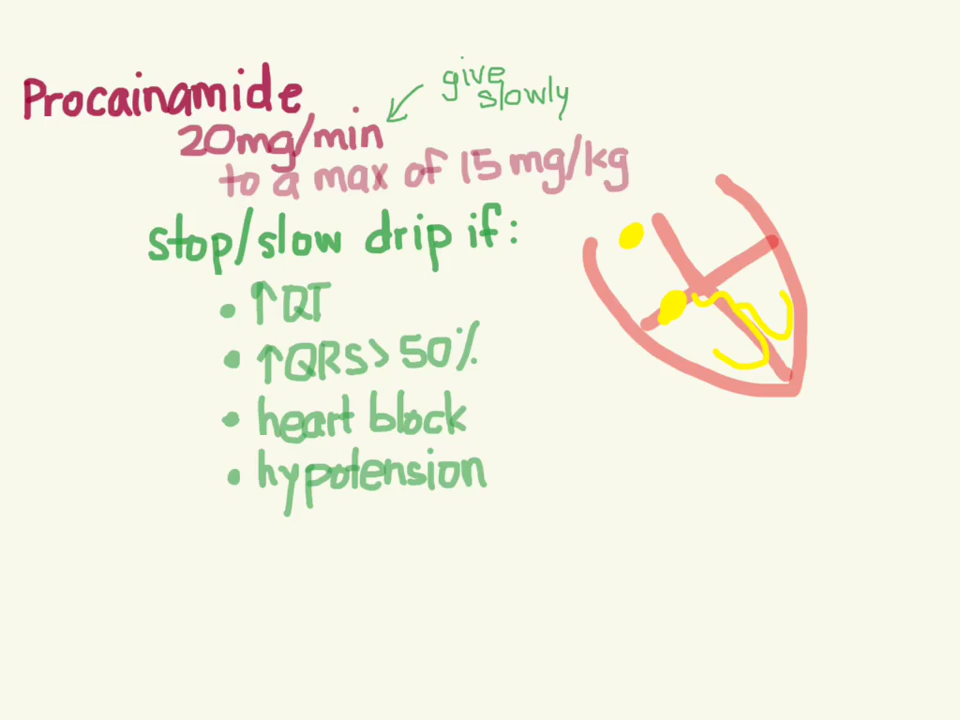 Procainamide
give
slowly
20mg/min
to a max of 15 mg/kg
stop/slow drip if:
• ↑QT
• ↑QRS > 50%
• heart block
• hypotension